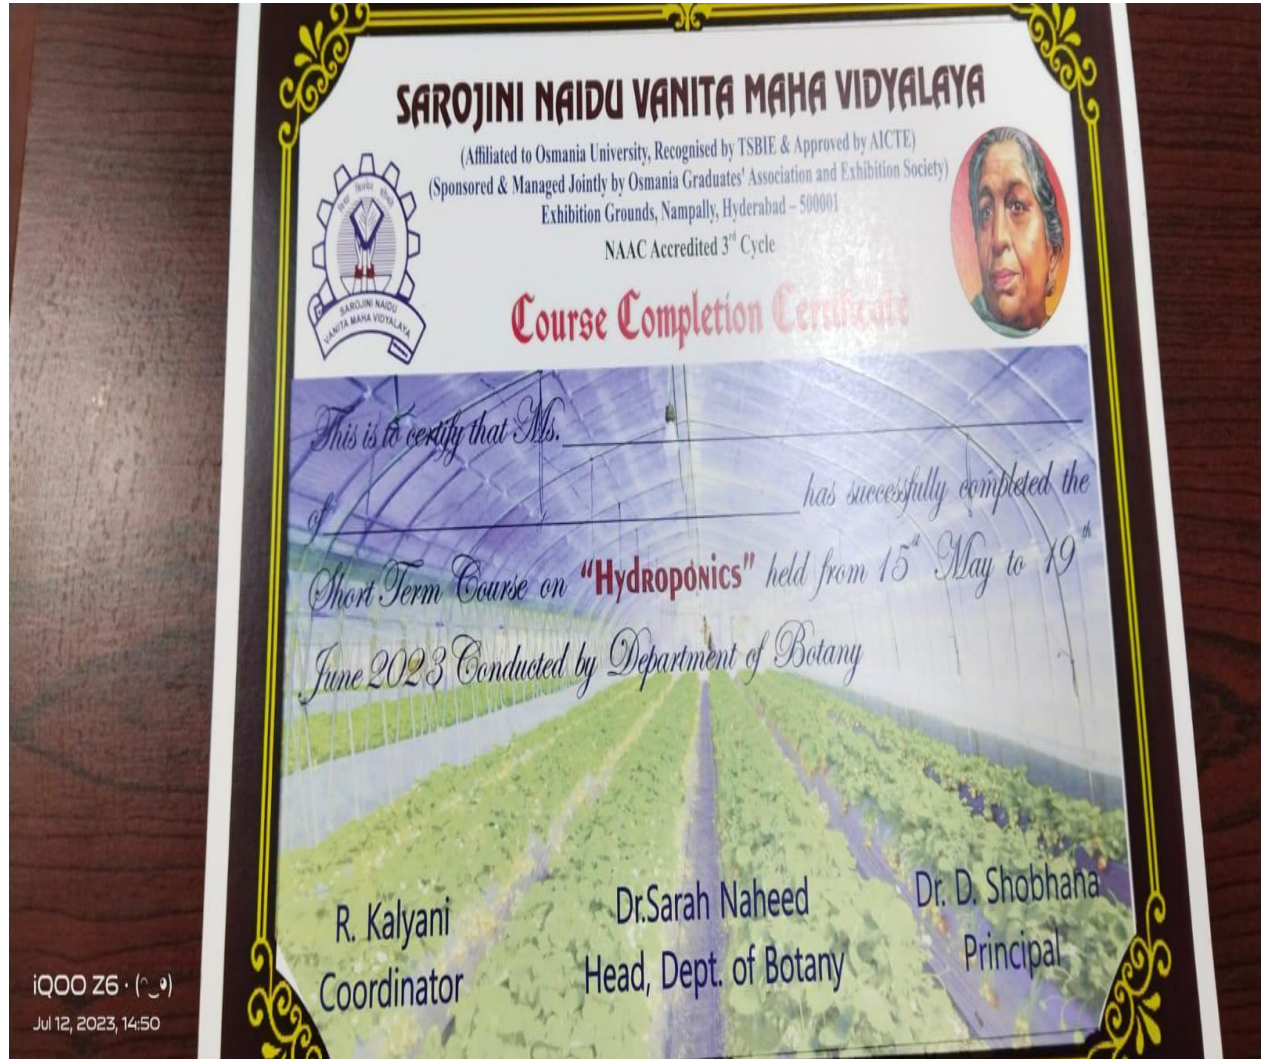 SAROJINI NAIDU VANITA MAHA VIDYALAYA
(Affiliated to Osmania University, Recognised by TSBIE & Approved by AICTE)
(Sponsored & Managed Jointly by Osmania Graduates' Association and Exhibition Society)
Exhibition Grounds, Nampally, Hyderabad – 500001
NAAC Accredited 3rd Cycle
SAROJINI NAIDU
VANITA MAHA VIDYALAYA
Course Completion Certificate
This is to certify that Ms.
of has successfully completed the
Short Term Course on "Hydroponics" held from 15st May to 19th
June 2023 Conducted by Department of Botany
R. Kalyani
Coordinator
Dr.Sarah Naheed
Head, Dept. of Botany
Dr. D. Shobhana
Principal
iQOO Z6
Jul 12, 2023, 14:50